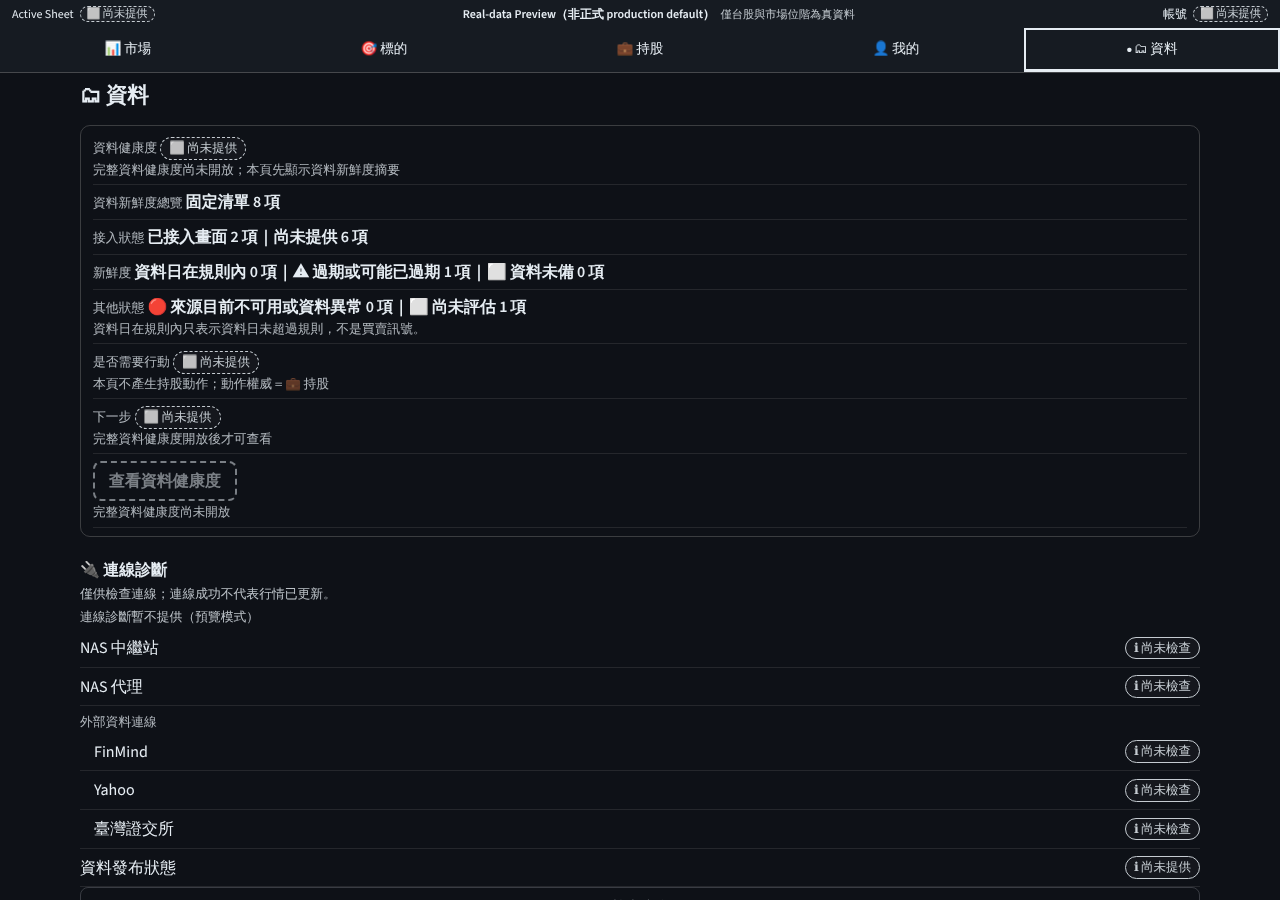 Active Sheet ⬜ 尚未提供 Real-data Preview（非正式 production default） 僅台股與市場位階為真資料 帳號 ⬜ 尚未提供
📊 市場 🎯 標的 💼 持股 👤 我的 • 🗂 資料
🗂 資料
資料健康度 ⬜ 尚未提供
完整資料健康度尚未開放；本頁先顯示資料新鮮度摘要
資料新鮮度總覽 固定清單 8 項
接入狀態 已接入畫面 2 項｜尚未提供 6 項
新鮮度 資料日在規則內 0 項｜⚠ 過期或可能已過期 1 項｜⬜ 資料未備 0 項
其他狀態 🔴 來源目前不可用或資料異常 0 項｜⬜ 尚未評估 1 項
資料日在規則內只表示資料日未超過規則，不是買賣訊號。
是否需要行動 ⬜ 尚未提供
本頁不產生持股動作；動作權威＝💼 持股
下一步 ⬜ 尚未提供
完整資料健康度開放後才可查看
查看資料健康度
完整資料健康度尚未開放
🔌 連線診斷
僅供檢查連線；連線成功不代表行情已更新。
連線診斷暫不提供（預覽模式）
NAS 中繼站 ℹ 尚未檢查
NAS 代理 ℹ 尚未檢查
外部資料連線
FinMind ℹ 尚未檢查
Yahoo ℹ 尚未檢查
臺灣證交所 ℹ 尚未檢查
資料發布狀態 ℹ 尚未提供